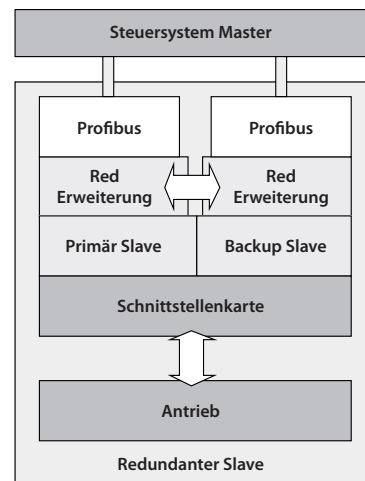 Steuersystem Master
Profibus
Profibus
Red
Erweiterung
Red
Erweiterung
Primär Slave
Backup Slave
Schnittstellenkarte
Antrieb
Redundanter Slave